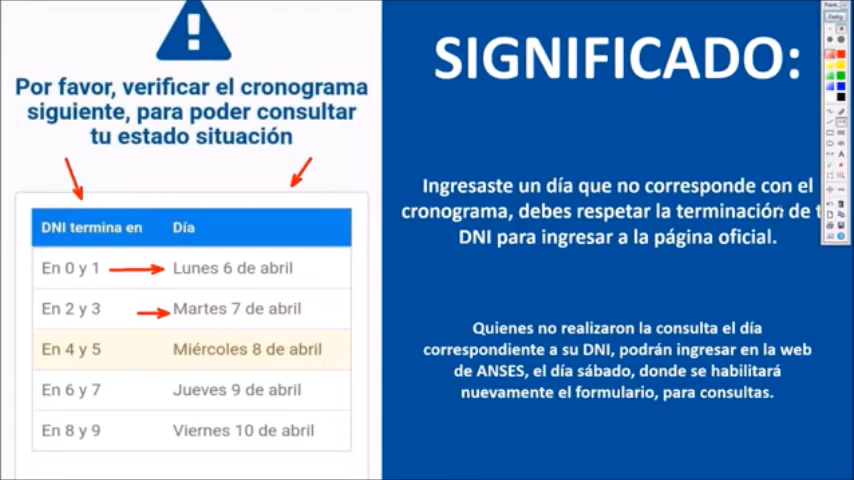 Por favor, verificar el cronograma
siguiente, para poder consultar
tu estado situación
DNI termina en Día
En 0 y 1 Lunes 6 de abril
En 2 y 3 Martes 7 de abril
En 4 y 5 Miércoles 8 de abril
En 6 y 7 Jueves 9 de abril
En 8 y 9 Viernes 10 de abril
SIGNIFICADO:
Ingresaste un día que no corresponde con el
cronograma, debes respetar la terminación de
DNI para ingresar a la página oficial.
Quienes no realizaron la consulta el día
correspondiente a su DNI, podrán ingresar en la web
de ANSES, el día sábado, donde se habilitará
nuevamente el formulario, para consultas.